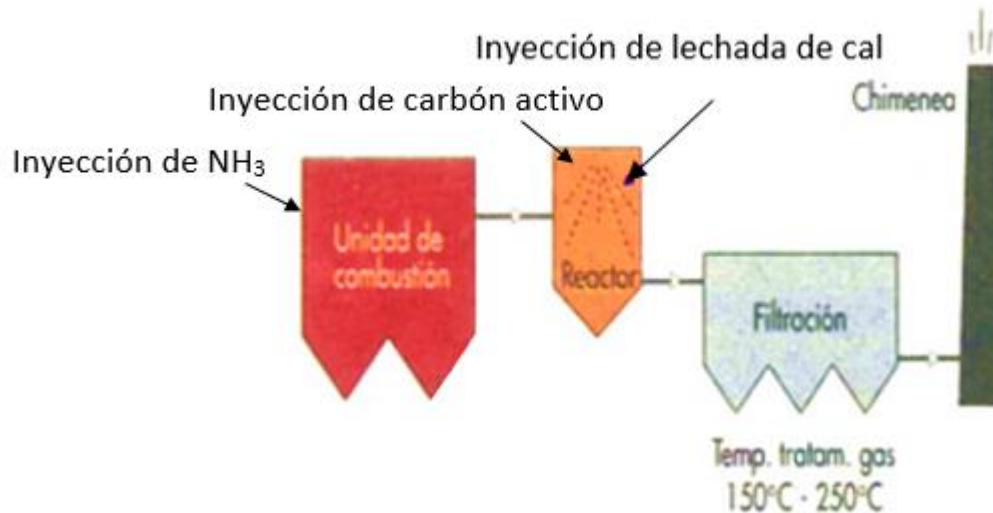 Inyección de lechada de cal
Chimenea
Inyección de carbón activo
Inyección de NH₃
Unidad de
combustión
Reactor
Filtración
Temp. tratam. gas
150°C - 250°C